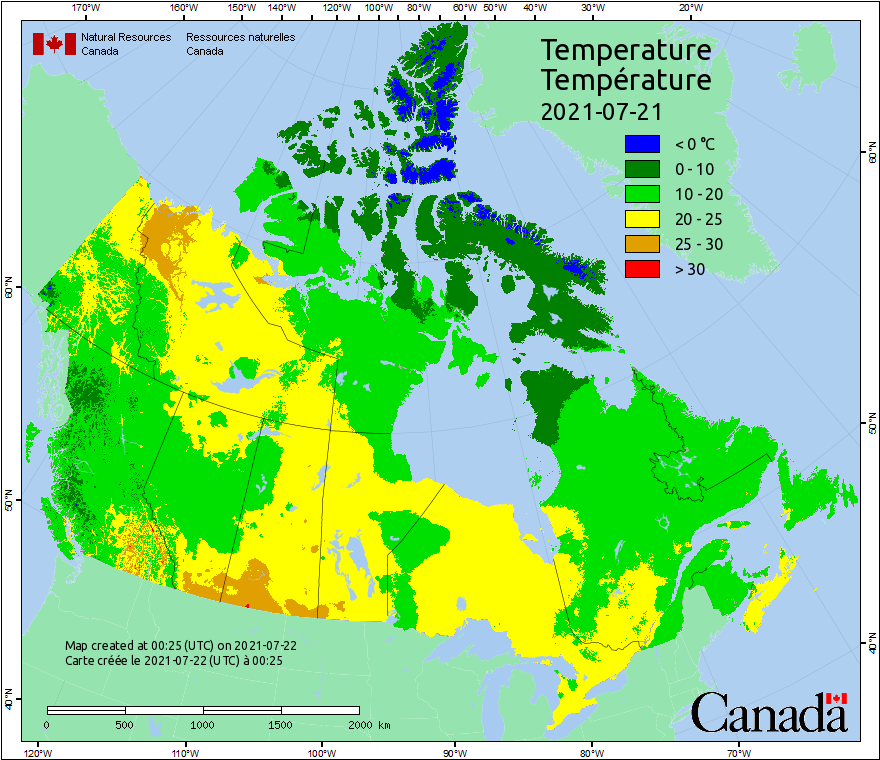 170°W 160°W 150°W 140°W 120°W 110°W 100°W 80°W 60°W 50°W 40°W 30°W 20°W
Natural Resources Canada
Ressources naturelles Canada
Temperature
Température
2021-07-21
< 0 °C
0 - 10
10 - 20
20 - 25
25 - 30
> 30
60°N
50°N
40°N
60°N
50°N
40°N
Map created at 00:25 (UTC) on 2021-07-22
Carte créée le 2021-07-22 (UTC) à 00:25
0 500 1000 1500 2000 km
Canada
120°W 110°W 100°W 90°W 80°W 70°W